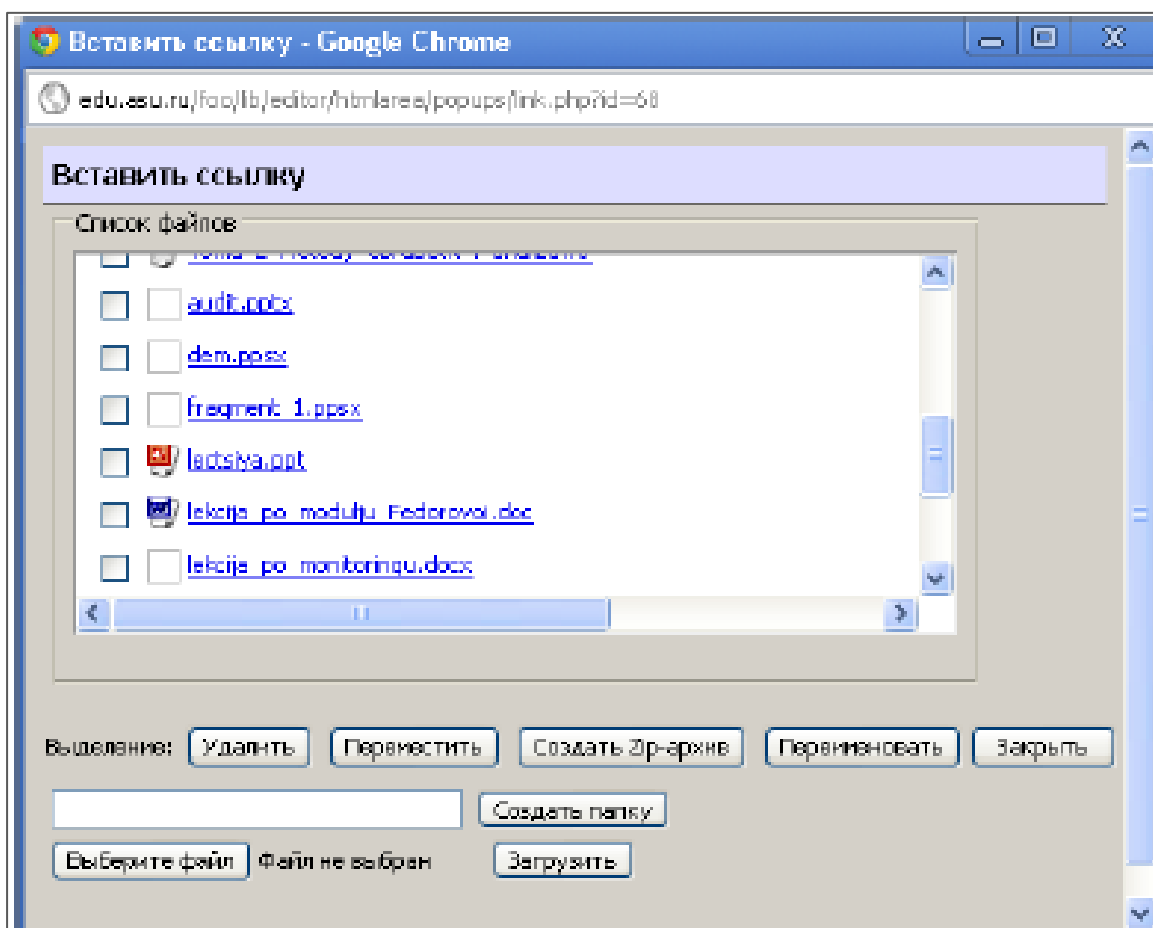 Вставить ссылку - Google Chrome
edu.asu.ru/foo/lib/editor/htmlarea/popups/link.php?id=68
Вставить ссылку
Список файлов
audit.pptx
dem.ppsx
fragment_1.ppsx
lectsiya.ppt
lekcija_po_modulju_Fedorovoi.doc
lekcija_po_monitoringu.docx
Выделение: Удалить Переместить Создать Zip-архив Переименовать Закрыть
Создать папку
Выберите файл Файл не выбран Загрузить